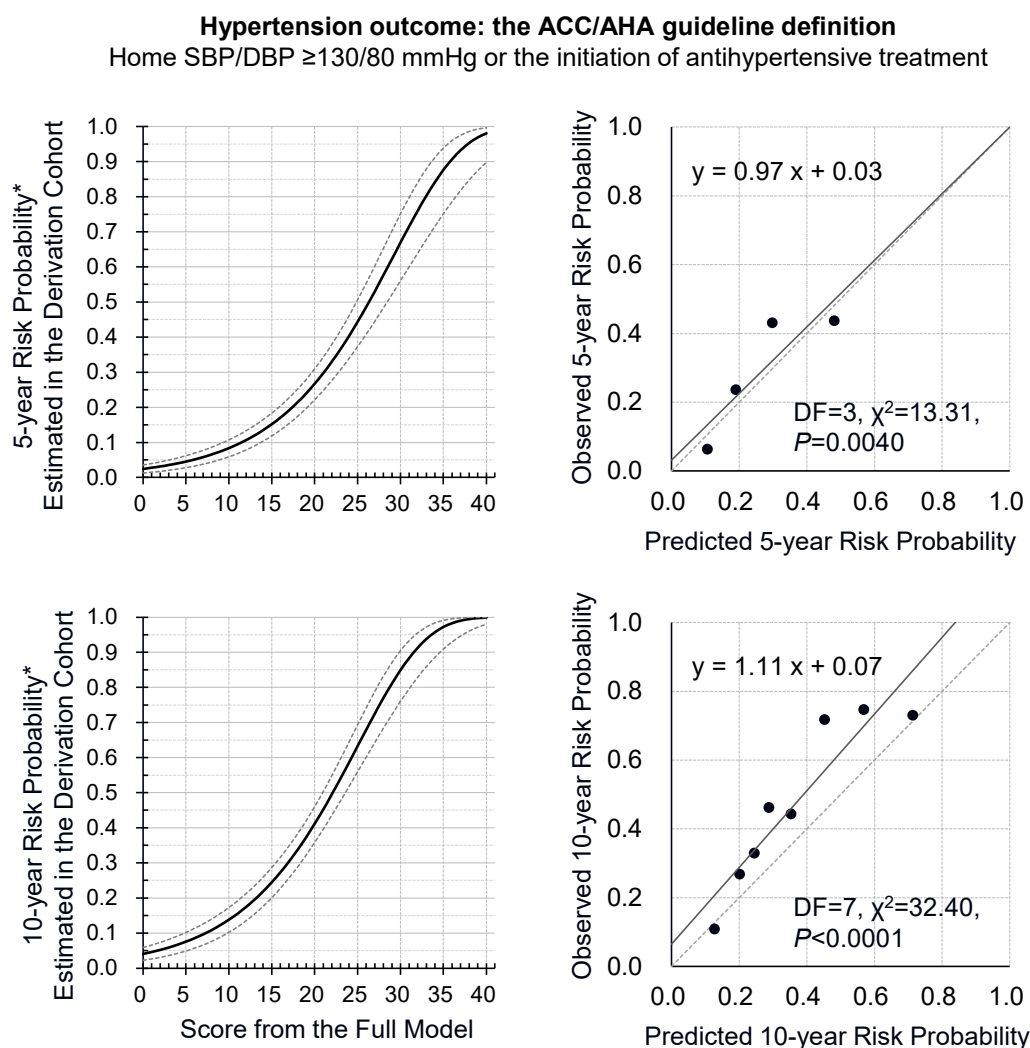 Hypertension outcome: the ACC/AHA guideline definition
Home SBP/DBP ≥130/80 mmHg or the initiation of antihypertensive treatment
5-year Risk Probability*
Estimated in the Derivation Cohort
1.0
0.9
0.8
0.7
0.6
0.5
0.4
0.3
0.2
0.1
0.0
0 5 10 15 20 25 30 35 40
Observed 5-year Risk Probability
1.0
0.8
0.6
0.4
0.2
0.0
y = 0.97 x + 0.03
DF=3, χ²=13.31,
P=0.0040
0.0 0.2 0.4 0.6 0.8 1.0
Predicted 5-year Risk Probability
10-year Risk Probability*
Estimated in the Derivation Cohort
1.0
0.9
0.8
0.7
0.6
0.5
0.4
0.3
0.2
0.1
0.0
0 5 10 15 20 25 30 35 40
Score from the Full Model
Observed 10-year Risk Probability
1.0
0.8
0.6
0.4
0.2
0.0
y = 1.11 x + 0.07
DF=7, χ²=32.40,
P<0.0001
0.0 0.2 0.4 0.6 0.8 1.0
Predicted 10-year Risk Probability